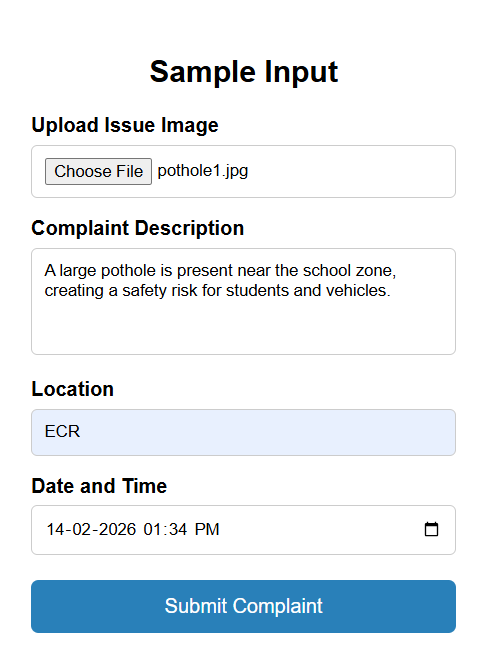 Sample Input
Upload Issue Image
Choose File pothole1.jpg
Complaint Description
A large pothole is present near the school zone,
creating a safety risk for students and vehicles.
Location
ECR
Date and Time
14-02-2026 01:34 PM
Submit Complaint